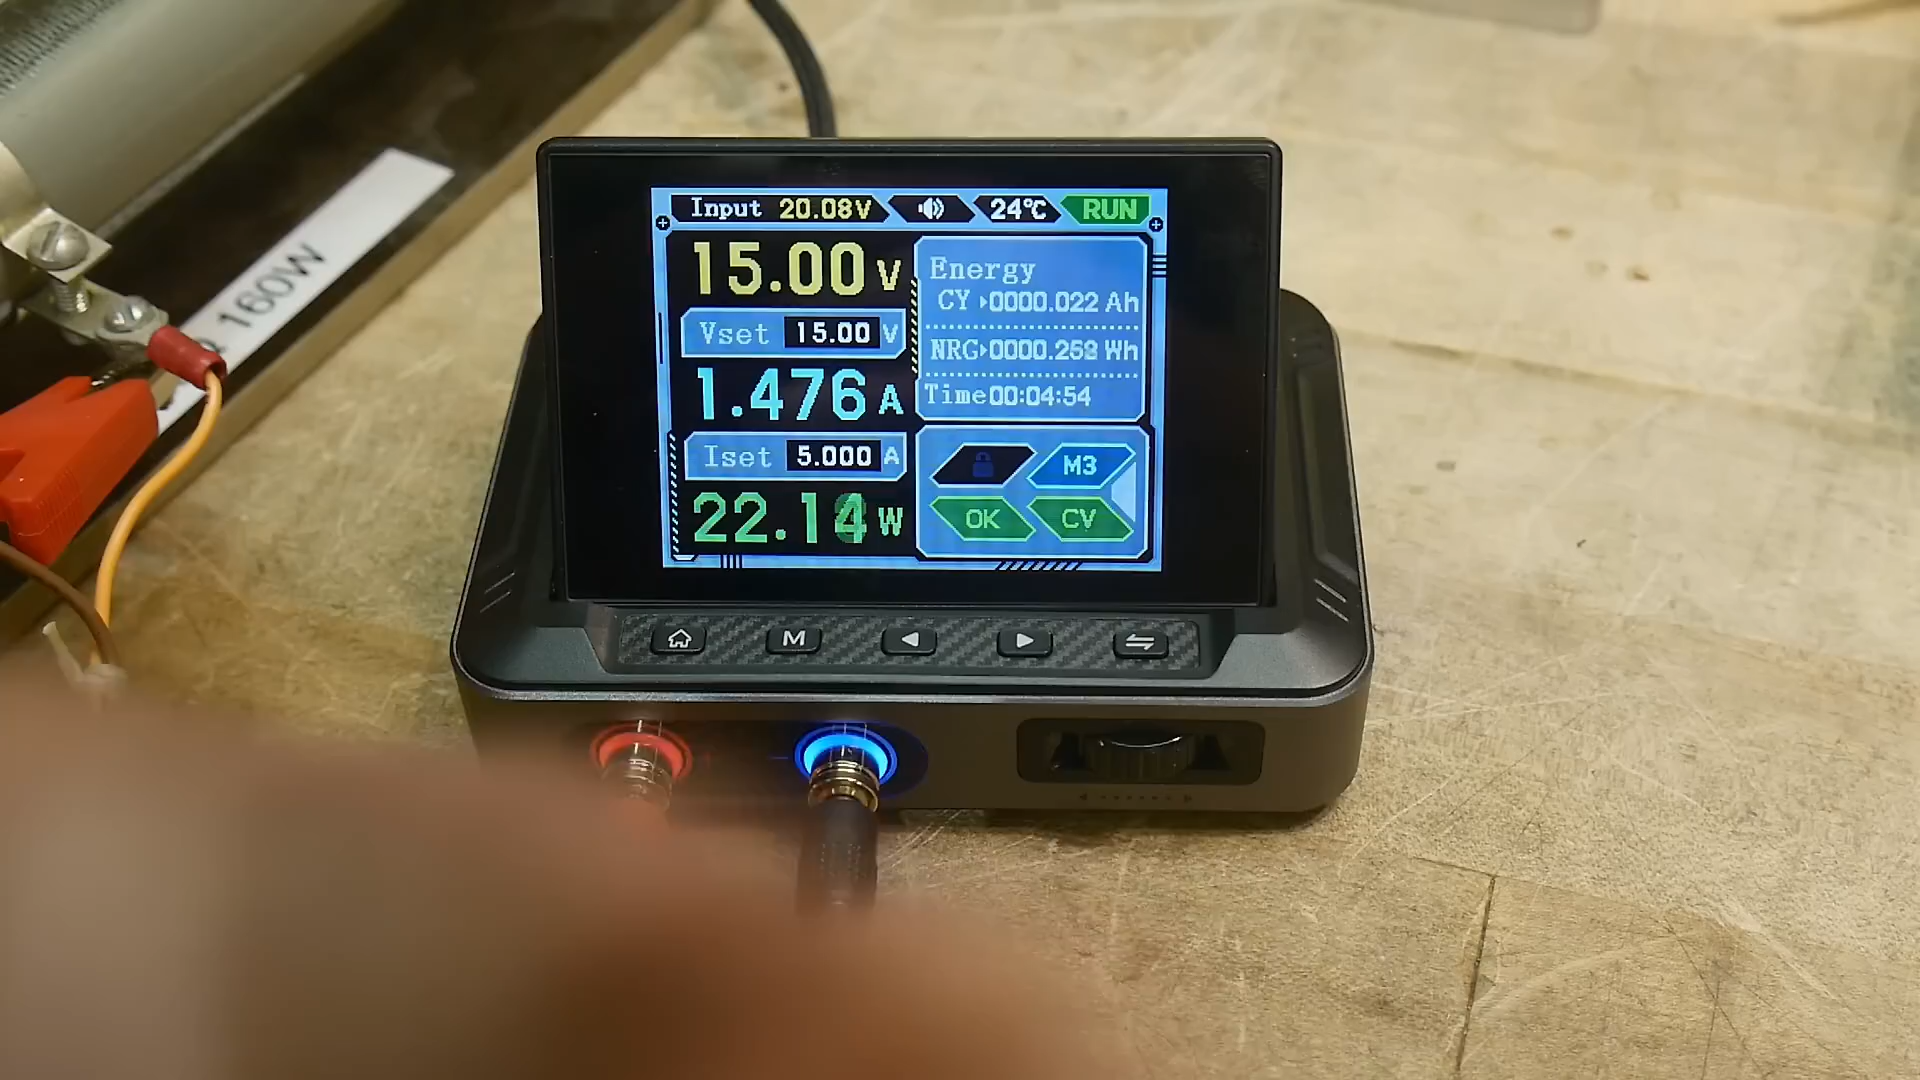 Input 20.08V 24℃ RUN
15.00 V
Vset 15.00 V
1.476 A
Iset 5.000 A
22.14 W
Energy
CY 0000.022 Ah
NRG 0000.268 Wh
Time 00:04:54
M3
OK CV
M
160W